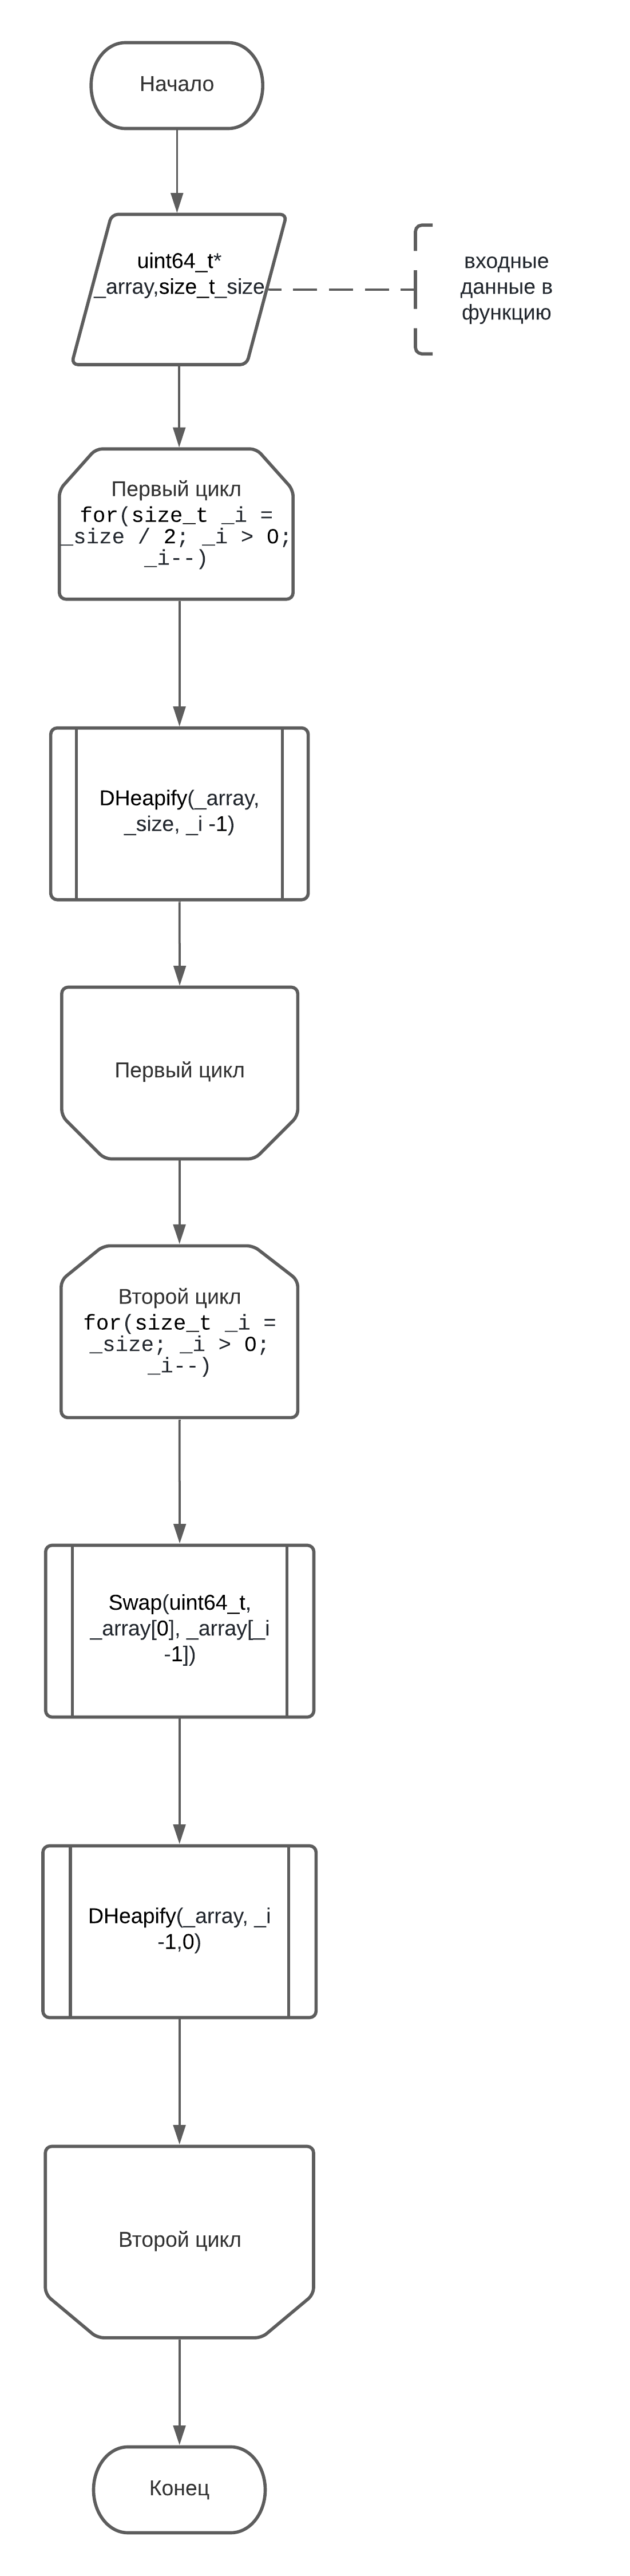 Начало
uint64_t*
_array,size_t_size
входные
данные в
функцию
Первый цикл
for(size_t _i =
_size / 2; _i > 0;
_i--)
DHeapify(_array,
_size, _i -1)
Первый цикл
Второй цикл
for(size_t _i =
_size; _i > 0;
_i--)
Swap(uint64_t,
_array[0], _array[_i
-1])
DHeapify(_array, _i
-1,0)
Второй цикл
Конец